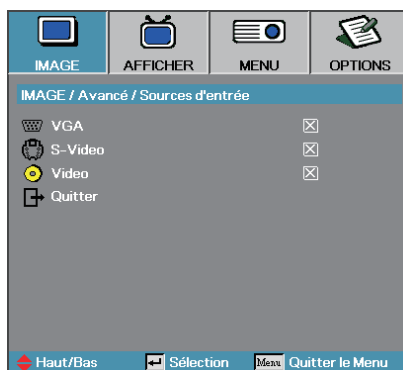 IMAGE AFFICHER MENU OPTIONS
IMAGE / Avancé / Sources d'entrée
VGA
S-Video
Video
Quitter
Haut/Bas Sélection Menu Quitter le Menu